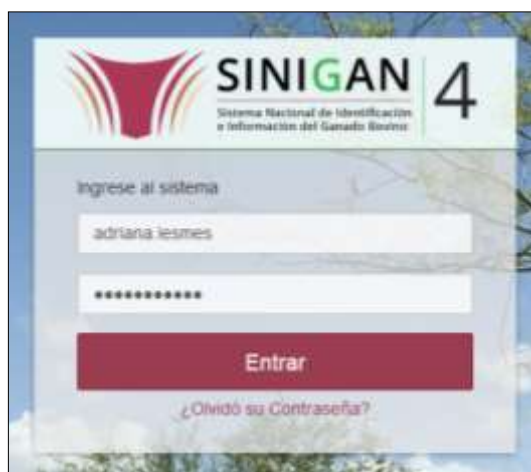 SINIGAN 4
Sistema Nacional de Identificación
e Información del Ganado Bovino
Ingrese al sistema
adriana lesmes
•••••••••••
Entrar
¿Olvidó su Contraseña?